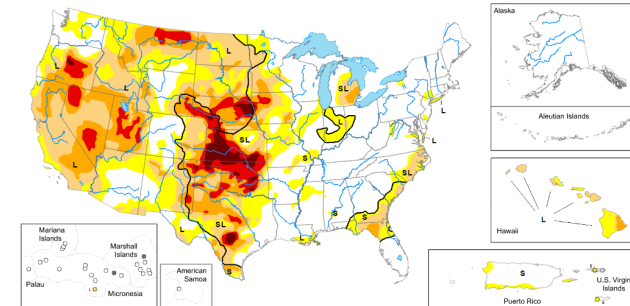 Alaska
Aleutian Islands
L
L
L
L
SL
L
SL
S
SL
L
L
SL
S
S
L
SL
L
L
S
Hawaii
L
Mariana
Islands
Marshall
Islands
Palau
Micronesia
American
Samoa
S
U.S. Virgin
Islands
Puerto Rico